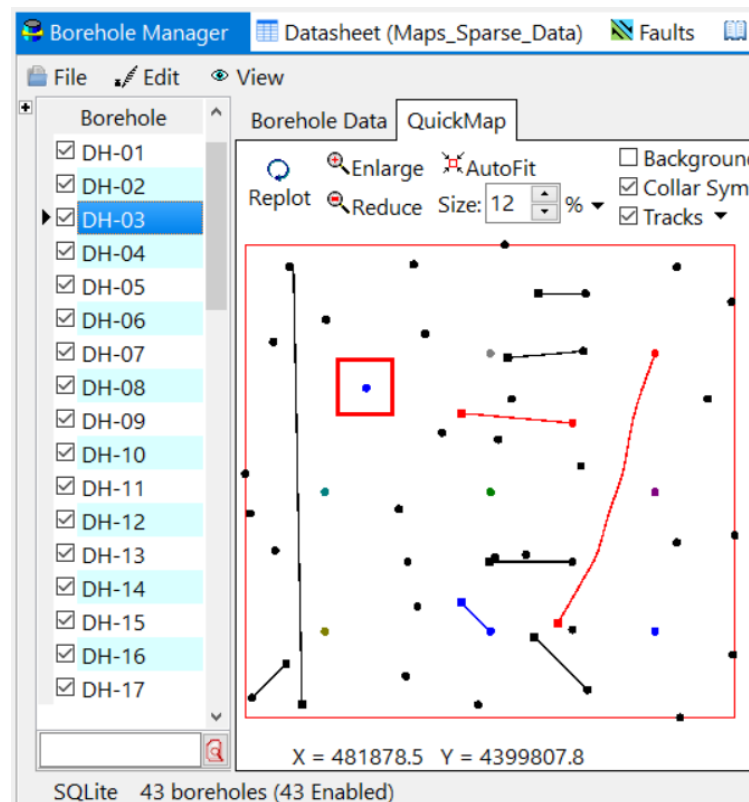 Borehole Manager Datasheet (Maps_Sparse_Data) Faults
File Edit View
Borehole
DH-01
DH-02
DH-03
DH-04
DH-05
DH-06
DH-07
DH-08
DH-09
DH-10
DH-11
DH-12
DH-13
DH-14
DH-15
DH-16
DH-17
Borehole Data QuickMap
Replot
Enlarge
Reduce
AutoFit
Size: 12 %
Background
Collar Sym
Tracks
X = 481878.5 Y = 4399807.8
SQLite 43 boreholes (43 Enabled)